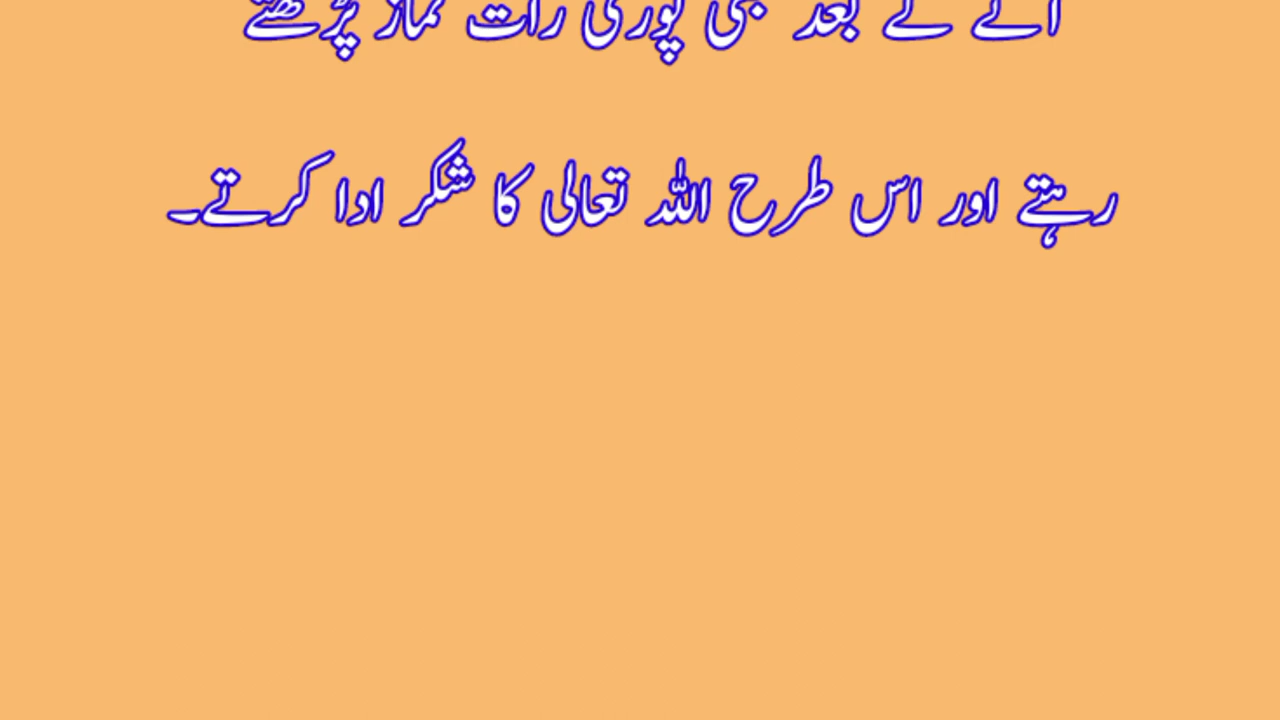 آنے کے بعد بھی پوری رات نماز پڑھتے
رہتے اور اس طرح اللہ تعالی کا شکر ادا کرتے۔